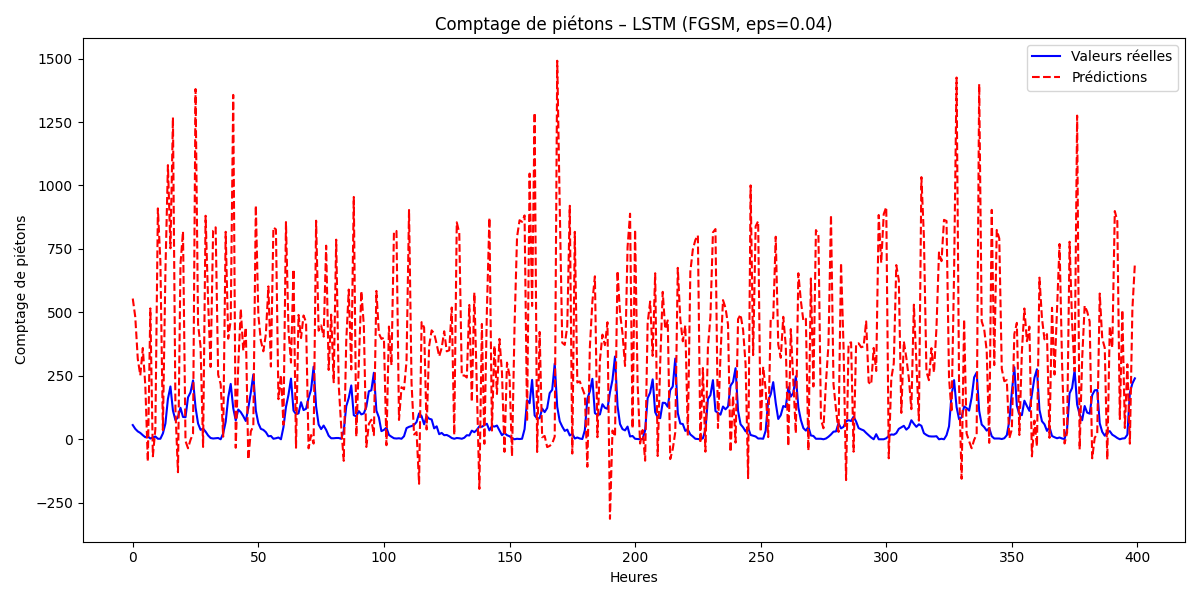 Comptage de piétons – LSTM (FGSM, eps=0.04)
Valeurs réelles
Prédictions
Comptage de piétons
1500
1250
1000
750
500
250
0
−250
0 50 100 150 200 250 300 350 400
Heures